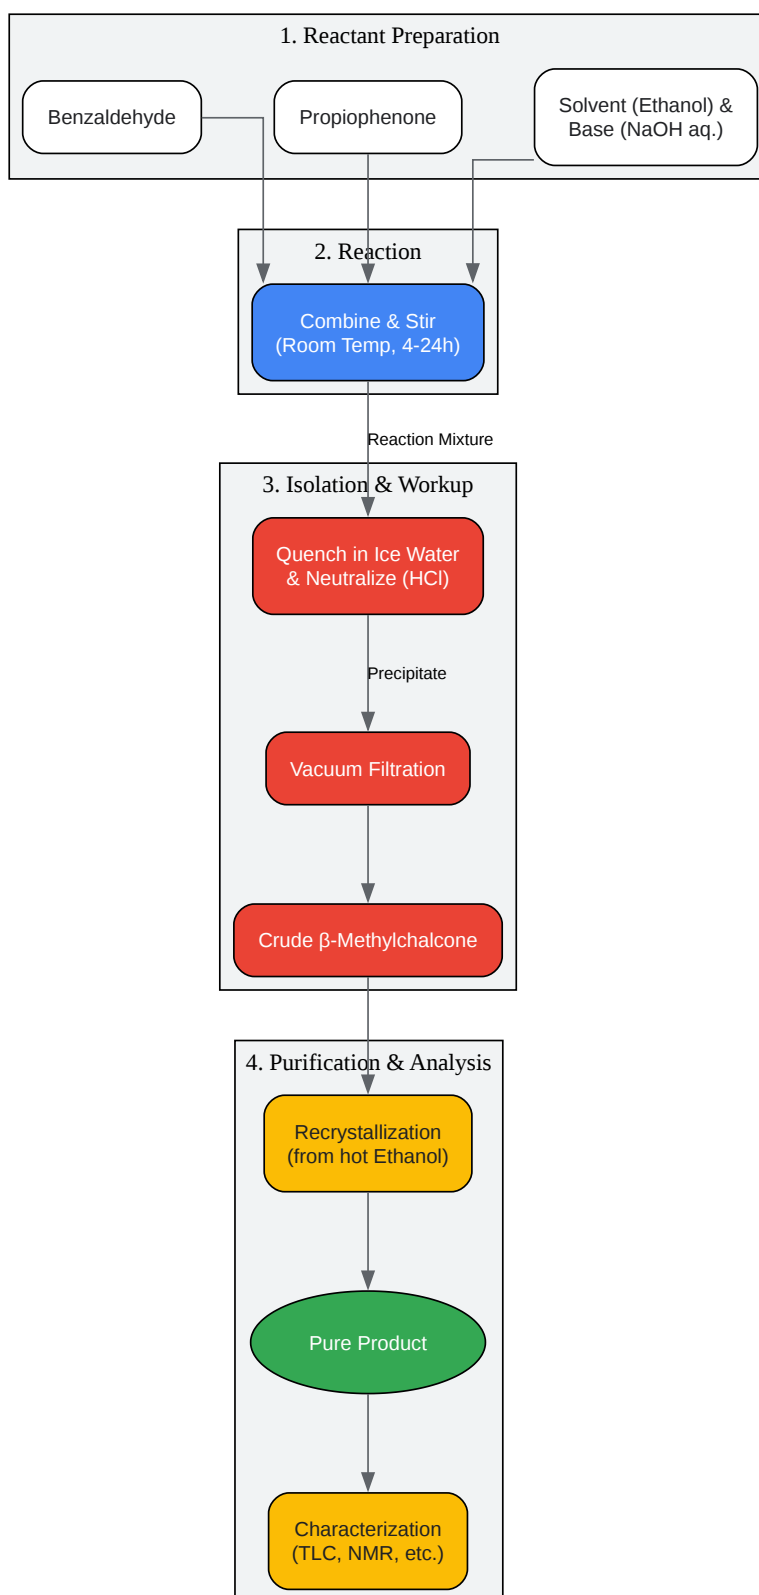 1. Reactant Preparation
Benzaldehyde
Propiophenone
Solvent (Ethanol) &
Base (NaOH aq.)
2. Reaction
Combine & Stir
(Room Temp, 4-24h)
Reaction Mixture
3. Isolation & Workup
Quench in Ice Water
& Neutralize (HCl)
Precipitate
Vacuum Filtration
Crude β-Methylchalcone
4. Purification & Analysis
Recrystallization
(from hot Ethanol)
Pure Product
Characterization
(TLC, NMR, etc.)